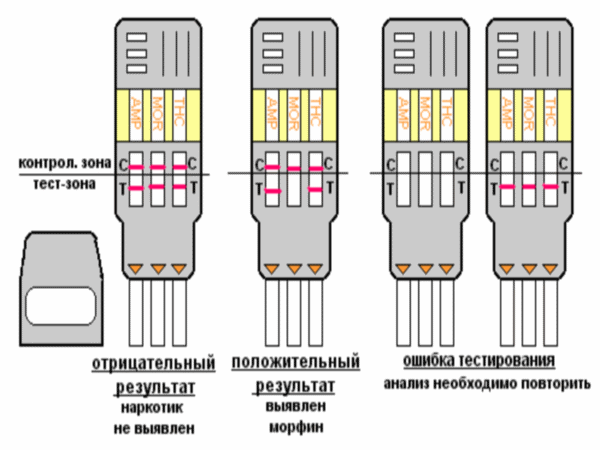 AMP MOR THC
AMP MOR THC
AMP MOR THC
AMP MOR THC
контрол. зона
C C
C C
C C
C C
тест-зона
T T
T T
T T
T T
отрицательный
результат
наркотик
не выявлен
положительный
результат
выявлен
морфин
ошибка тестирования
анализ необходимо повторить